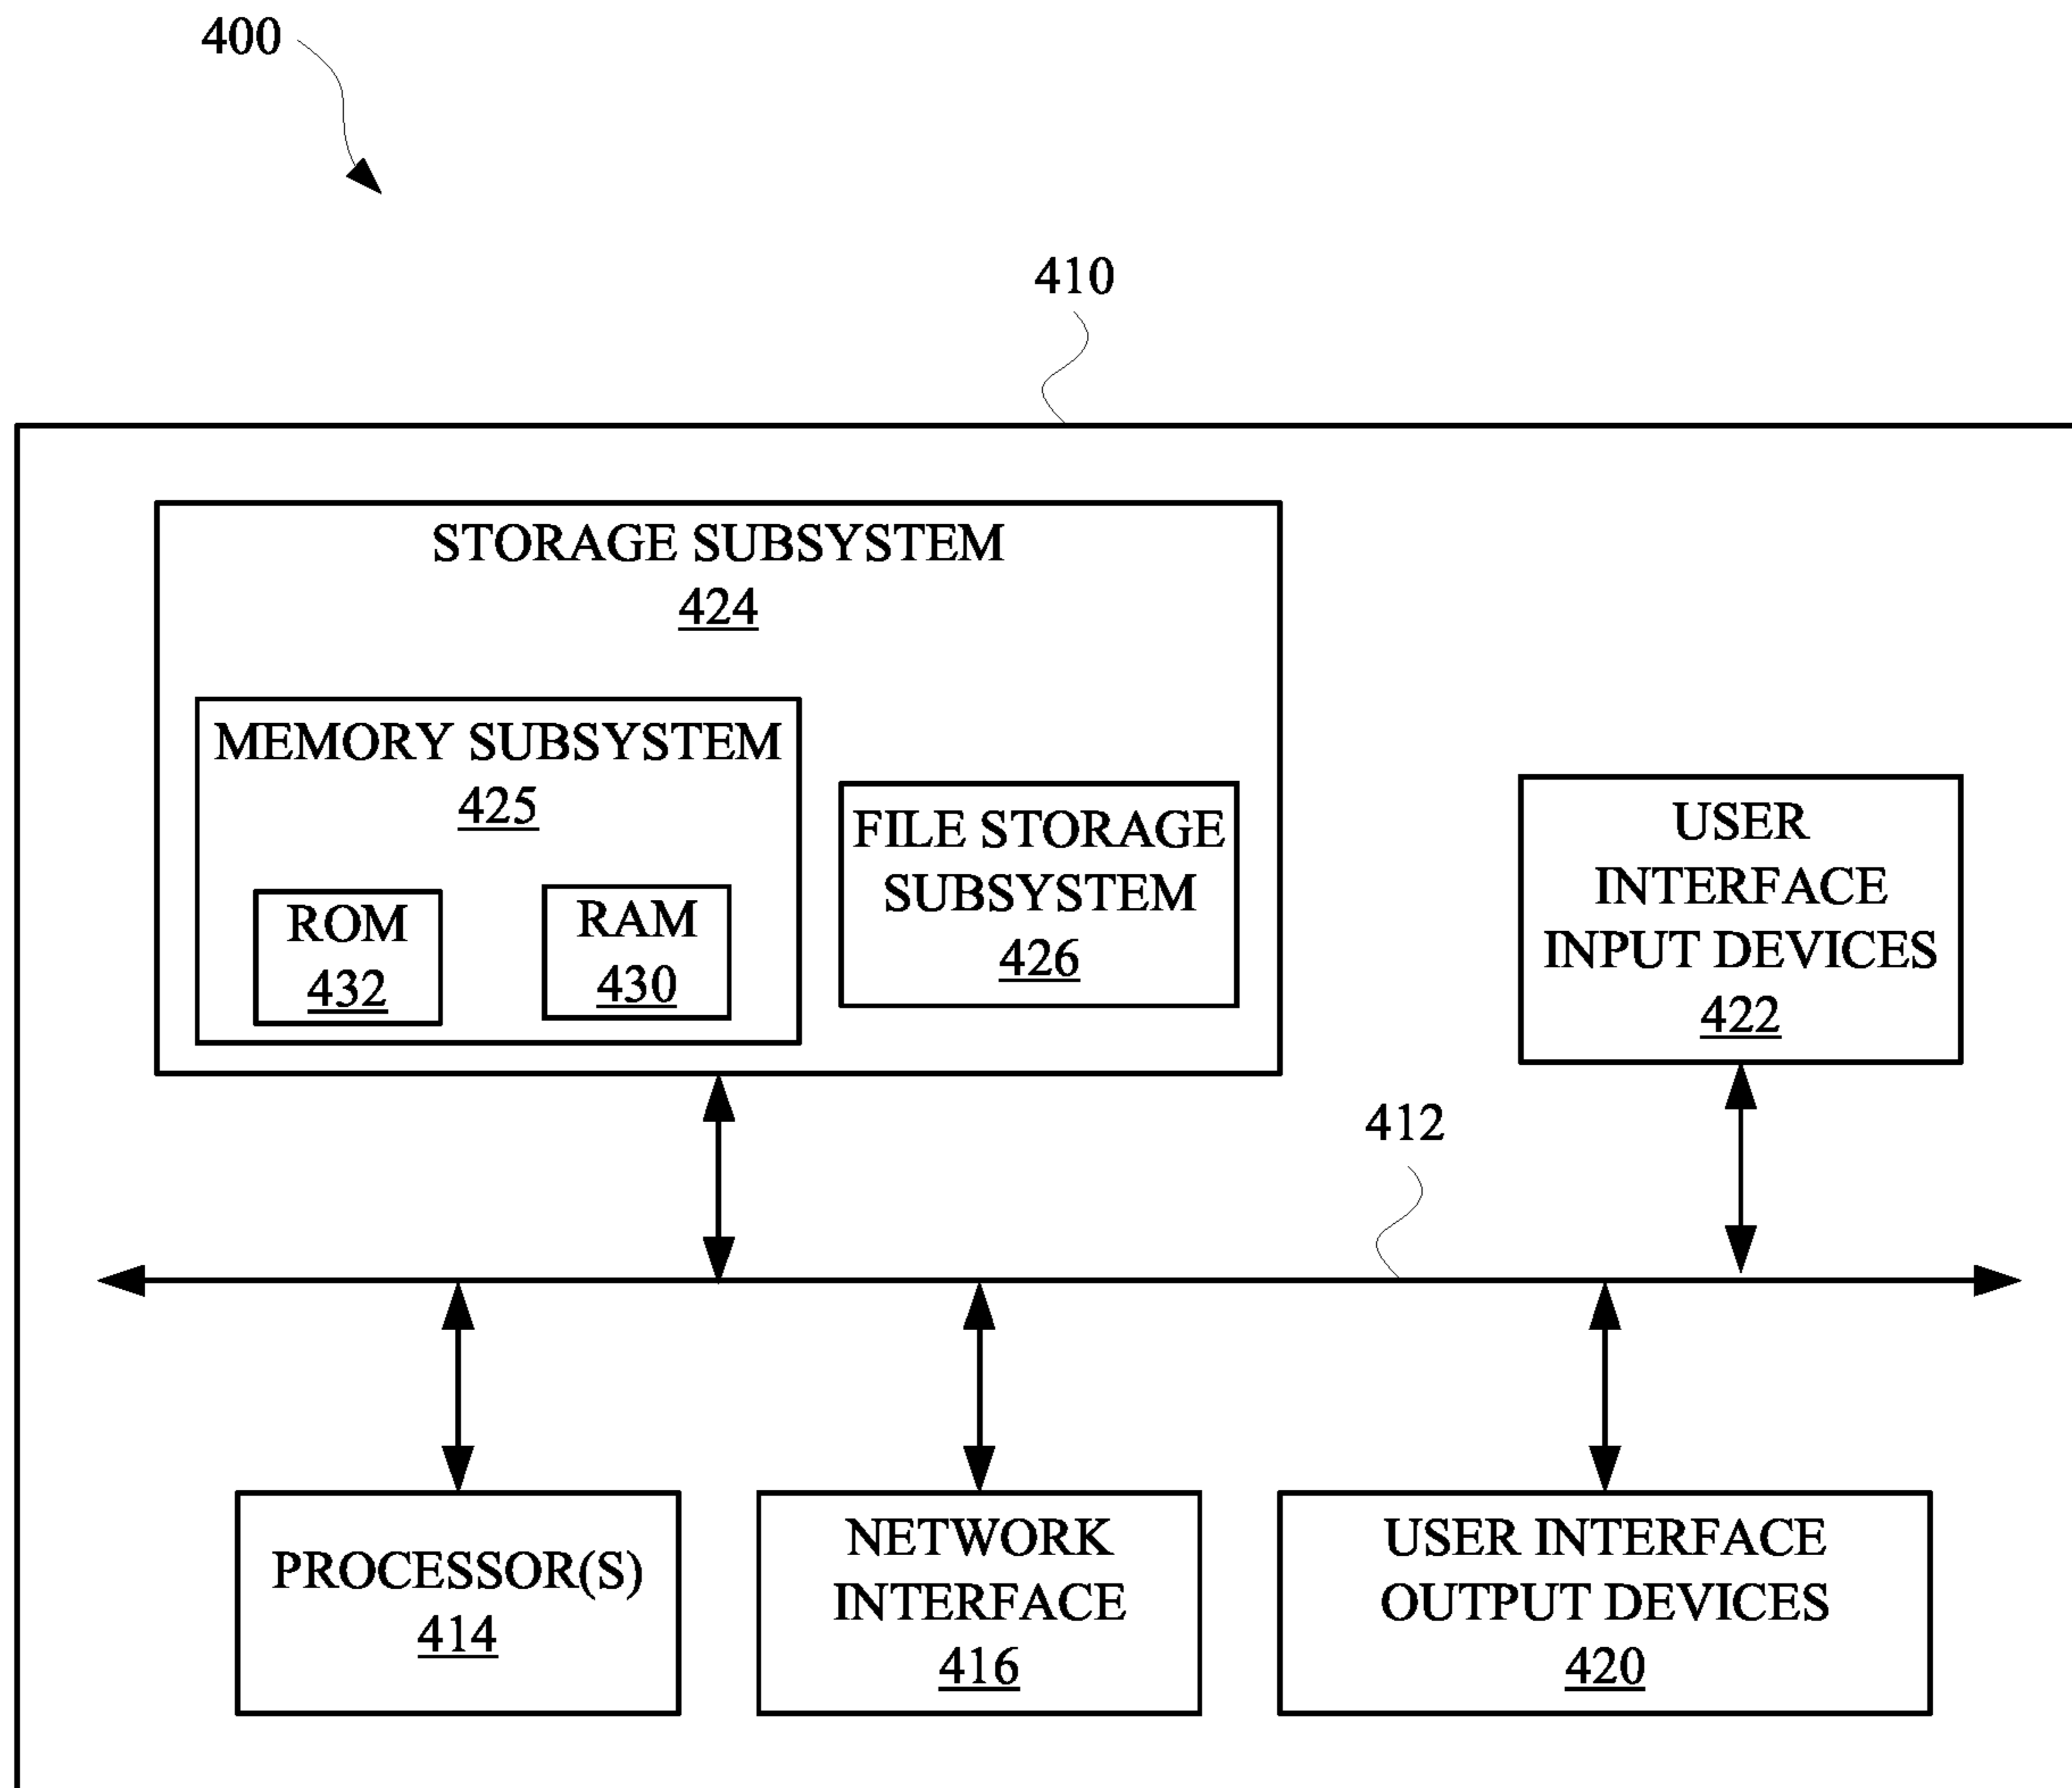 400
410
STORAGE SUBSYSTEM
424
MEMORY SUBSYSTEM
425
ROM
432
RAM
430
FILE STORAGE
SUBSYSTEM
426
USER
INTERFACE
INPUT DEVICES
422
412
PROCESSOR(S)
414
NETWORK
INTERFACE
416
USER INTERFACE
OUTPUT DEVICES
420